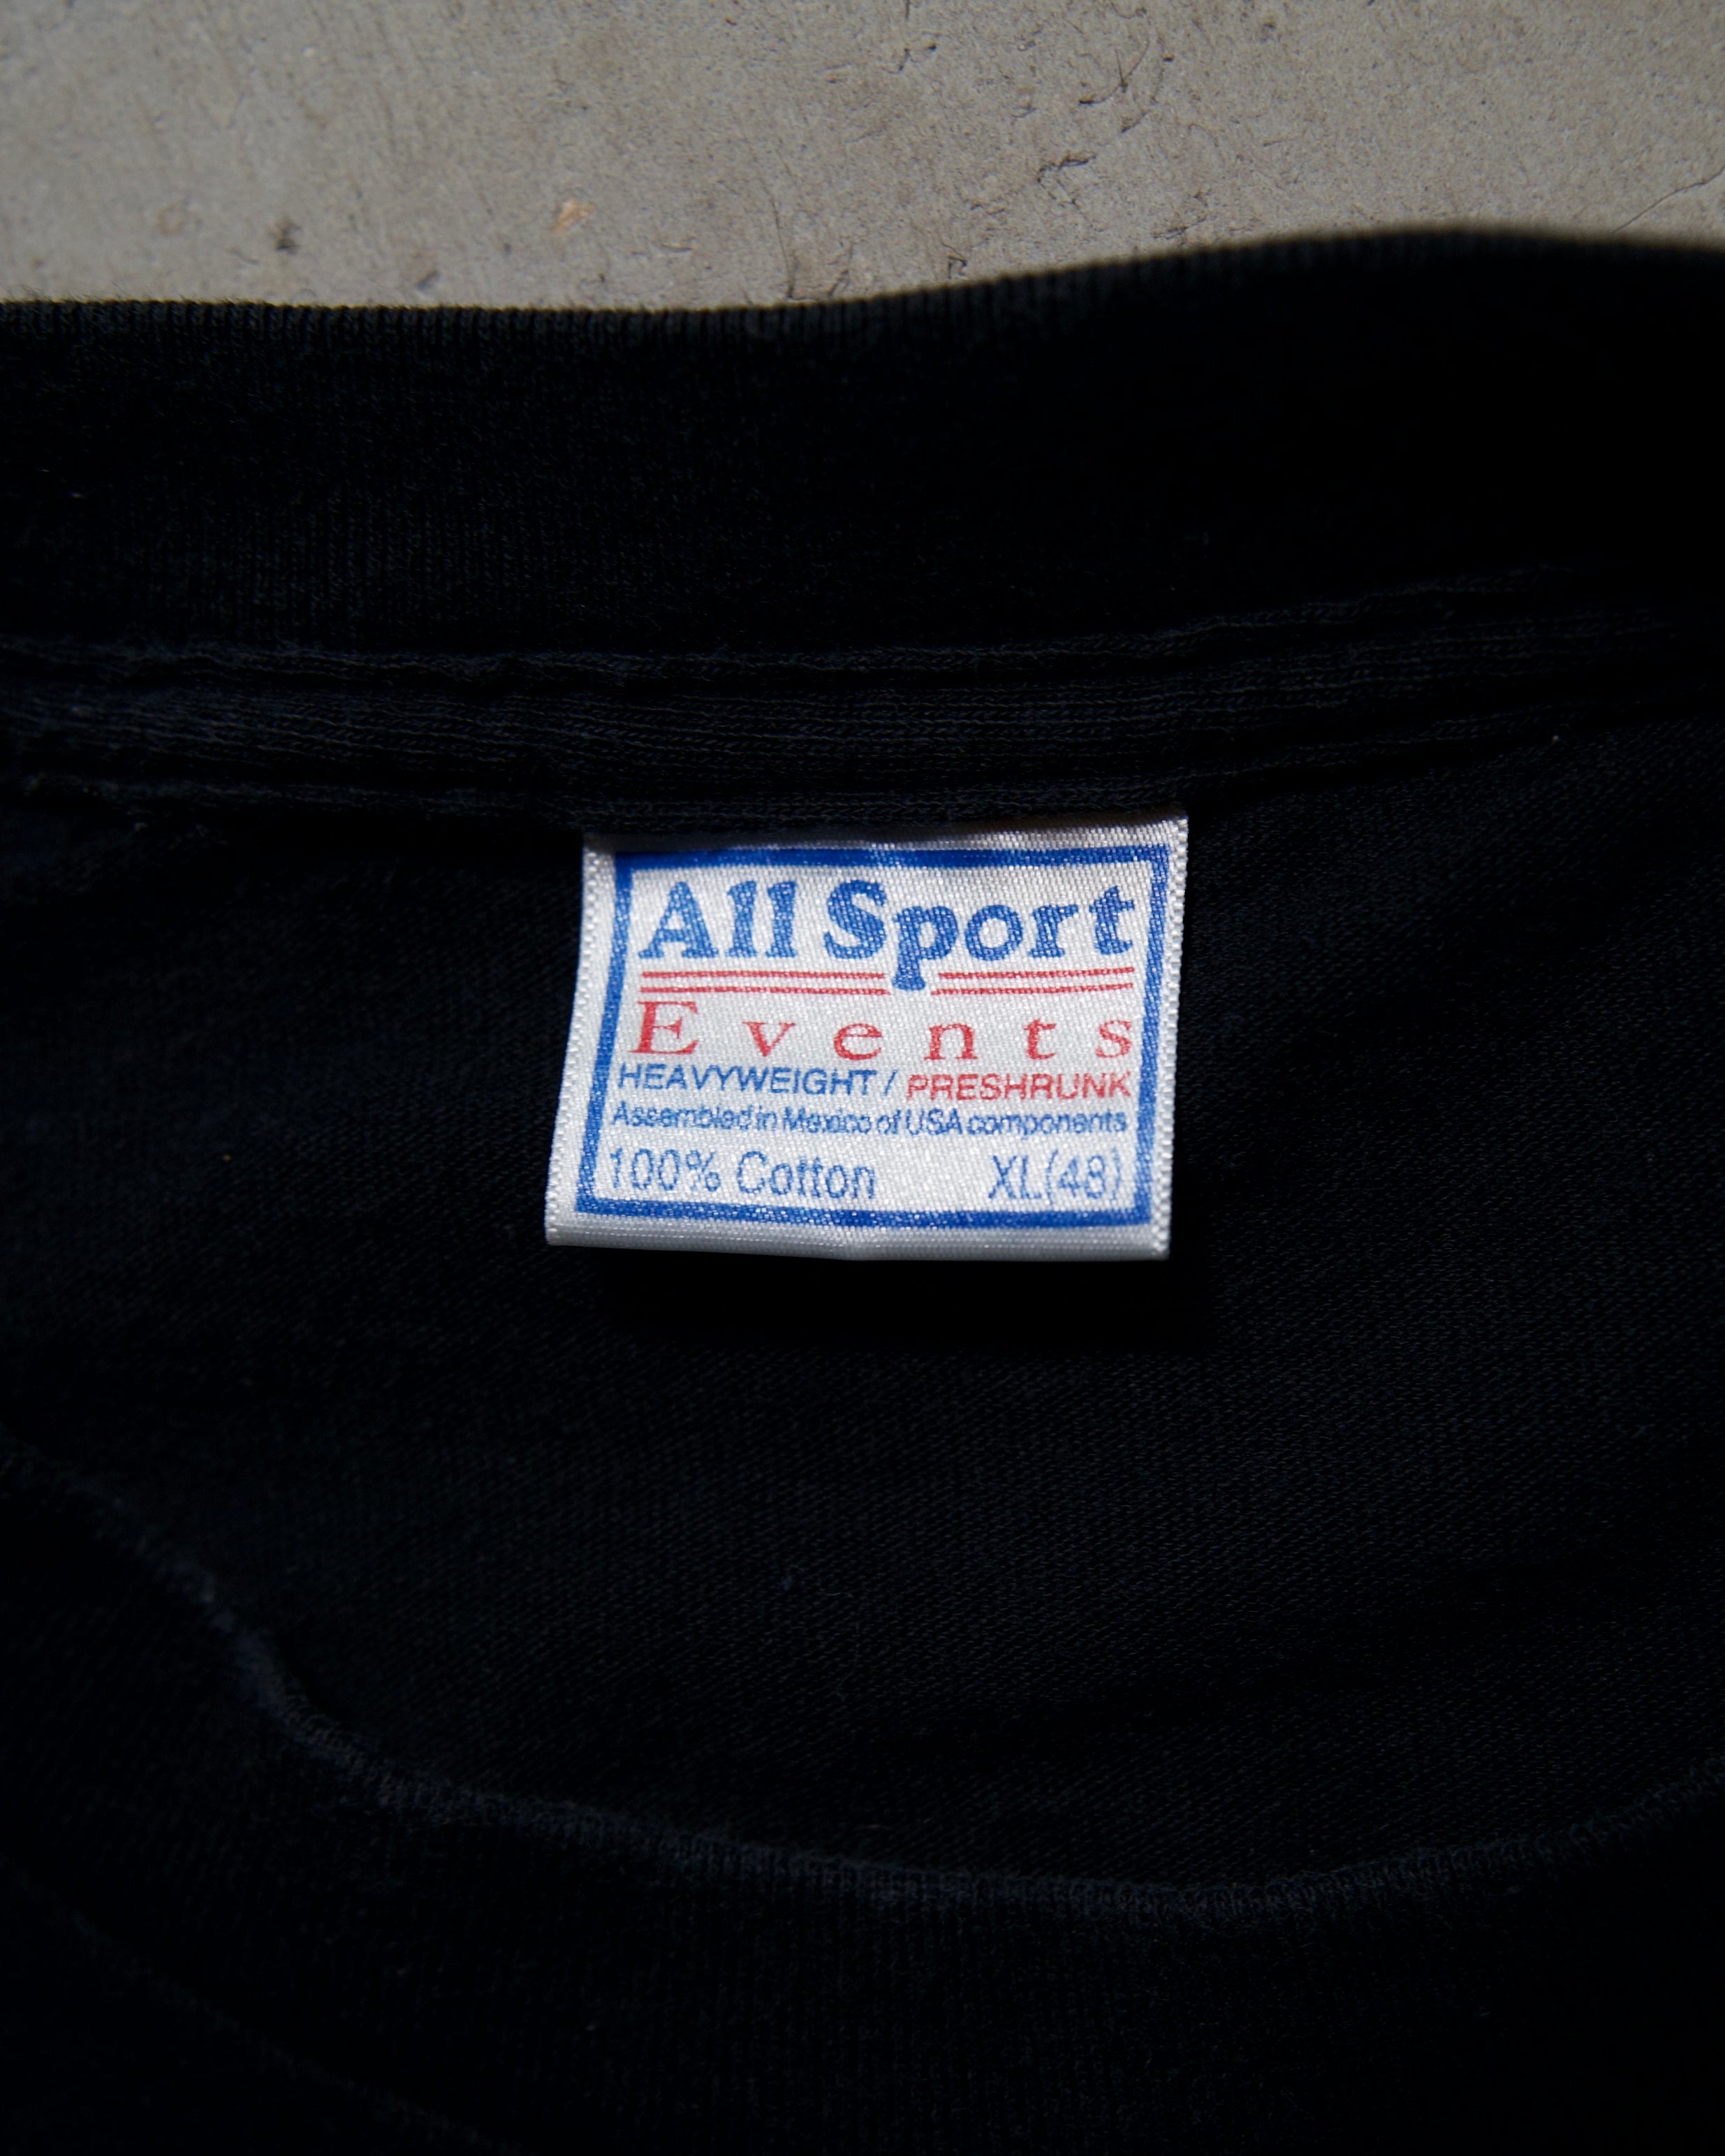 All Sport
Events
HEAVYWEIGHT / PRESHRUNK
Assembled in Mexico of USA components
100% Cotton XL(48)